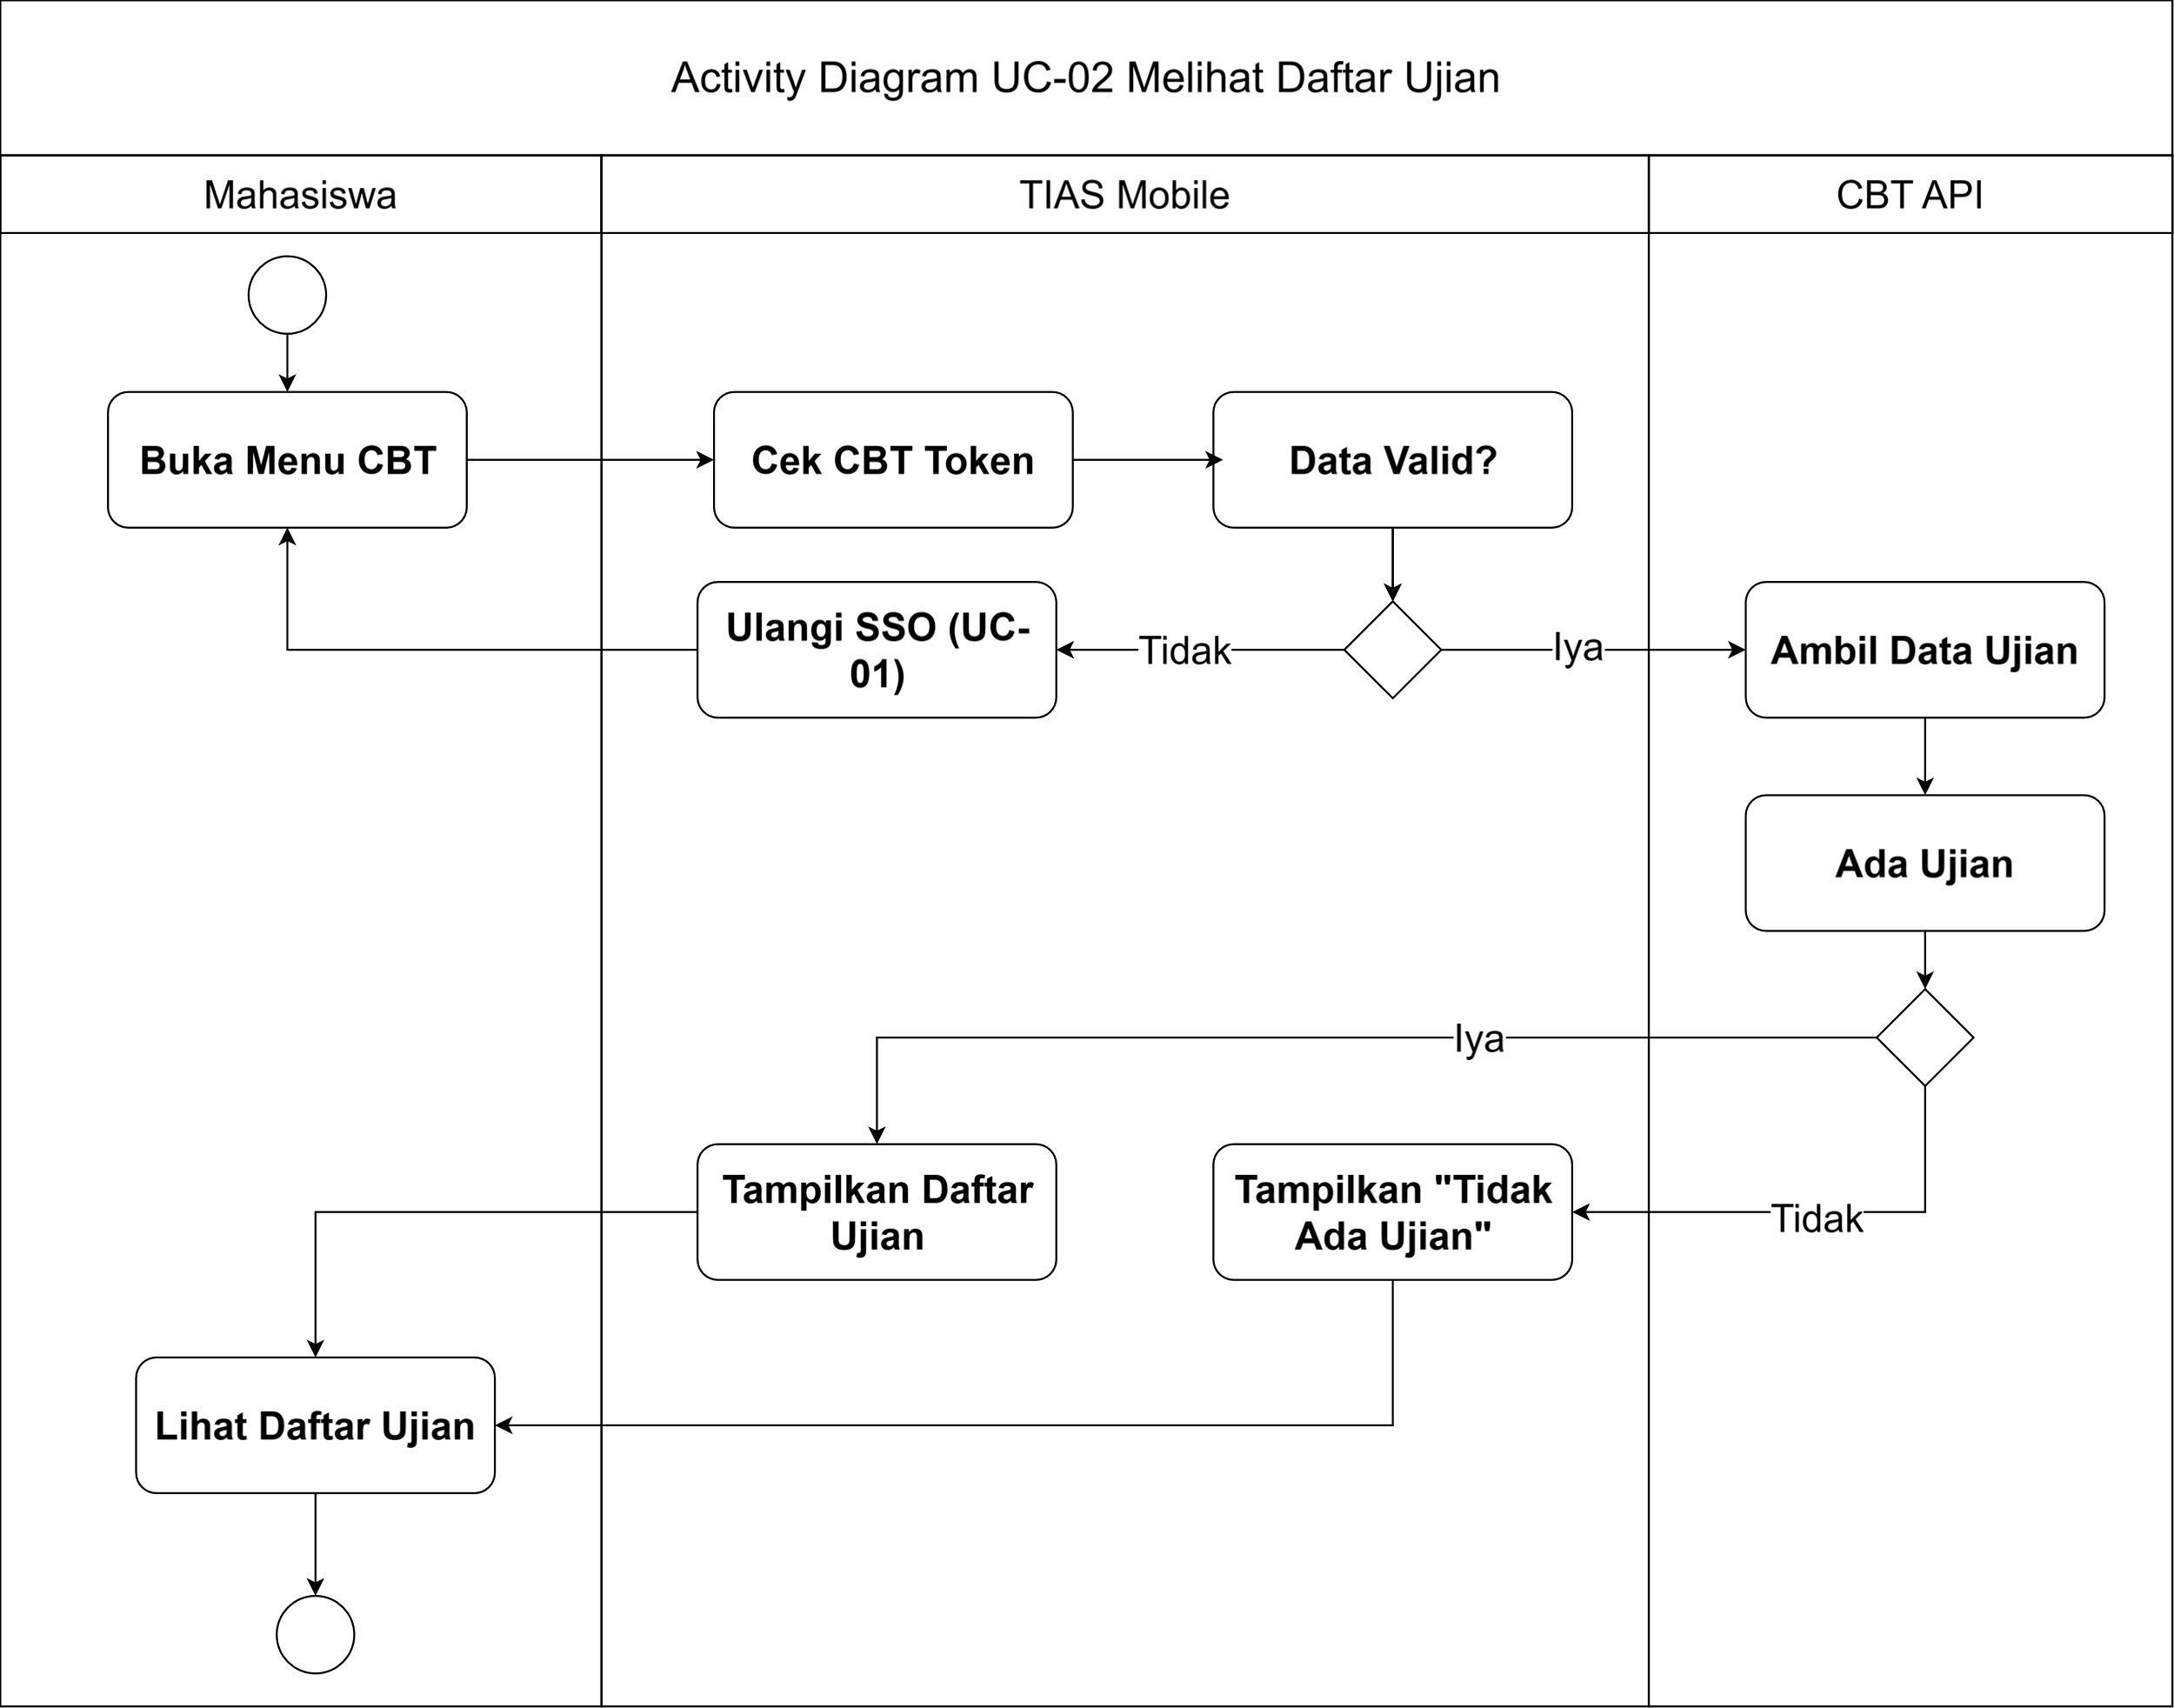 Activity Diagram UC-02 Melihat Daftar Ujian
Mahasiswa
TIAS Mobile
CBT API
Buka Menu CBT
Cek CBT Token
Data Valid?
Ulangi SSO (UC-
01)
Tidak
Iya
Ambil Data Ujian
Ada Ujian
Iya
Tampilkan Daftar
Ujian
Tampilkan "Tidak
Ada Ujian"
Tidak
Lihat Daftar Ujian